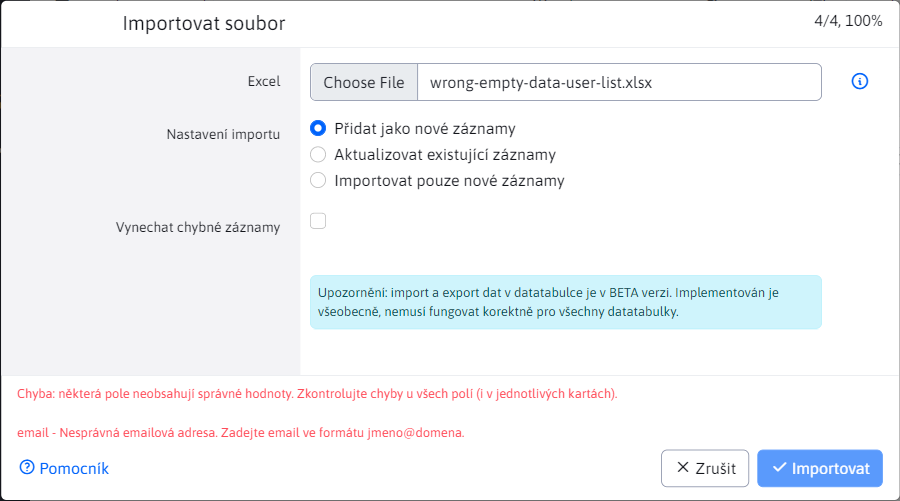 Importovat soubor
4/4, 100%
Excel
Choose File
wrong-empty-data-user-list.xlsx
Nastavení importu
Přidat jako nové záznamy
Aktualizovat existující záznamy
Importovat pouze nové záznamy
Vynechat chybné záznamy
Upozornění: import a export dat v datatabulce je v BETA verzi. Implementován je
všeobecně, nemusí fungovat korektně pro všechny datatabulky.
Chyba: některá pole neobsahují správné hodnoty. Zkontrolujte chyby u všech polí (i v jednotlivých kartách).
email - Nesprávná emailová adresa. Zadejte email ve formátu jmeno@domena.
Pomocník
Zrušit
Importovat